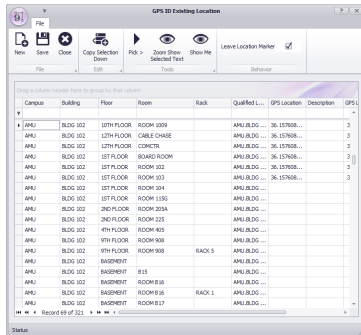 GPS ID Existing Location
? x
File
New Save Close Copy Selection Down Pick > Zoom Show Selected Text Show Me Leave Location Marker
File Edit Tools Behavior
Drag a column header here to group by that column
Campus Building Floor Room Rack Qualified L... GPS Location Description GPS L
AMU BLDG 102 10TH FLOOR ROOM 1009 AMU.BLDG ... 36.157608... 3
AMU BLDG 102 12TH FLOOR CABLE CHASE AMU.BLDG ... 36.157608... 3
AMU BLDG 102 12TH FLOOR COMCTR AMU.BLDG ... 36.157608... 3
AMU BLDG 102 1ST FLOOR BOARD ROOM AMU.BLDG ... 36.157608... 3
AMU BLDG 102 1ST FLOOR ROOM 102 AMU.BLDG ... 36.157608... 3
AMU BLDG 102 1ST FLOOR ROOM 103 AMU.BLDG ... 36.157608... 3
AMU BLDG 102 1ST FLOOR ROOM 104 AMU.BLDG ...
AMU BLDG 102 1ST FLOOR ROOM 115G AMU.BLDG ...
AMU BLDG 102 2ND FLOOR ROOM 205A AMU.BLDG ...
AMU BLDG 102 2ND FLOOR ROOM 225 AMU.BLDG ...
AMU BLDG 102 4TH FLOOR ROOM 405 AMU.BLDG ...
AMU BLDG 102 9TH FLOOR ROOM 908 AMU.BLDG ...
AMU BLDG 102 9TH FLOOR ROOM 908 RACK 5 AMU.BLDG ...
AMU BLDG 102 BASEMENT AMU.BLDG ...
AMU BLDG 102 BASEMENT B15 AMU.BLDG ...
AMU BLDG 102 BASEMENT ROOM B16 AMU.BLDG ...
AMU BLDG 102 BASEMENT ROOM B16 RACK 1 AMU.BLDG ...
AMU BLDG 102 BASEMENT ROOM B17 AMU.BLDG ...
Record 69 of 321
Status